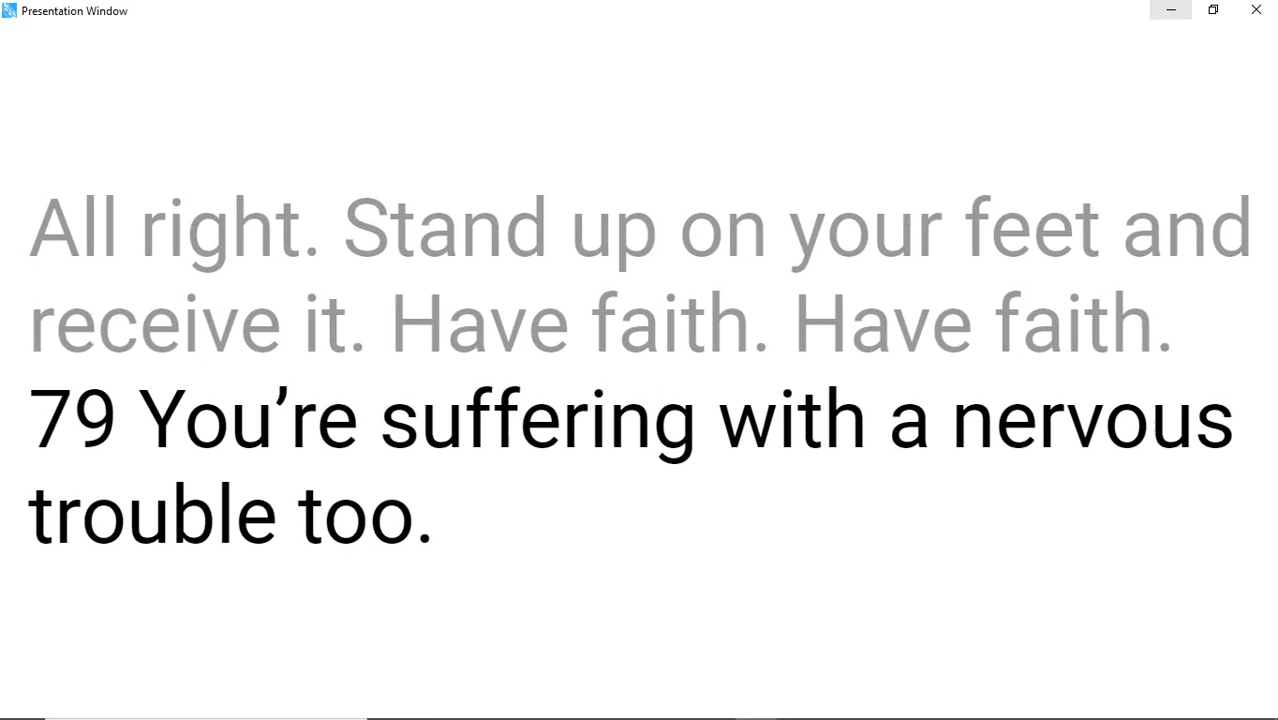 Presentation Window
All right. Stand up on your feet and
receive it. Have faith. Have faith.
79 You’re suffering with a nervous
trouble too.